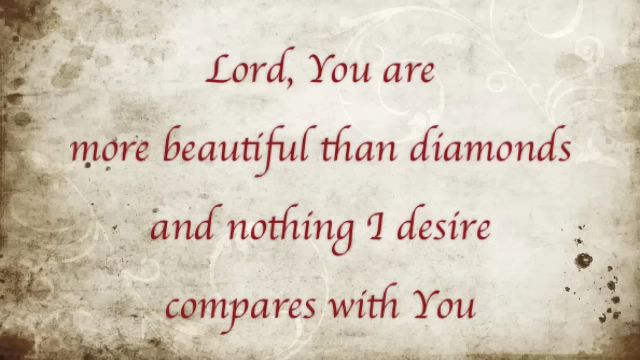 Lord, You are
more beautiful than diamonds
and nothing I desire
compares with You